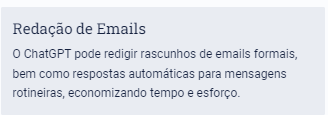 Redação de Emails
O ChatGPT pode redigir rascunhos de emails formais,
bem como respostas automáticas para mensagens
rotineiras, economizando tempo e esforço.